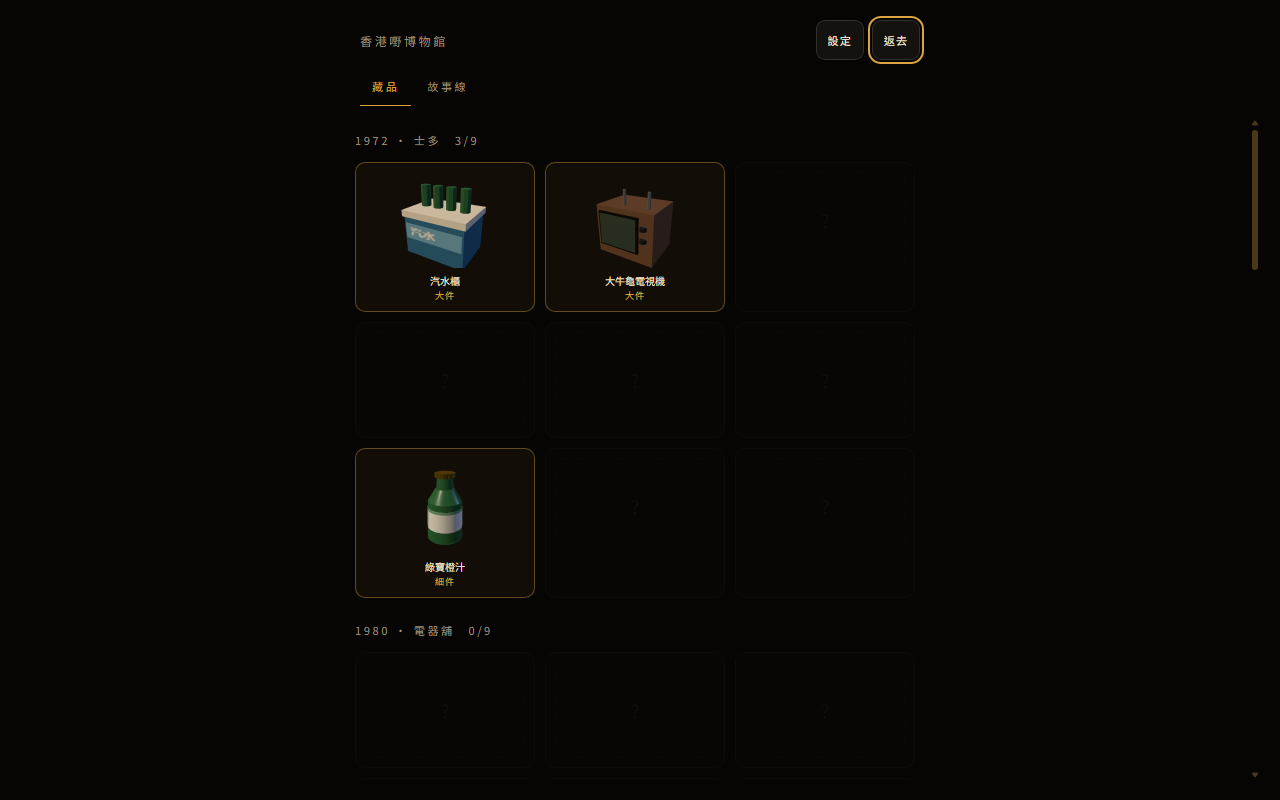 香港嘢博物館
設定
返去
藏品
故事線
1972 · 士多 3/9
汽水櫃
大件
大牛龜電視機
大件
?
?
?
?
綠寶橙汁
細件
?
?
1980 · 電器舖 0/9
?
?
?